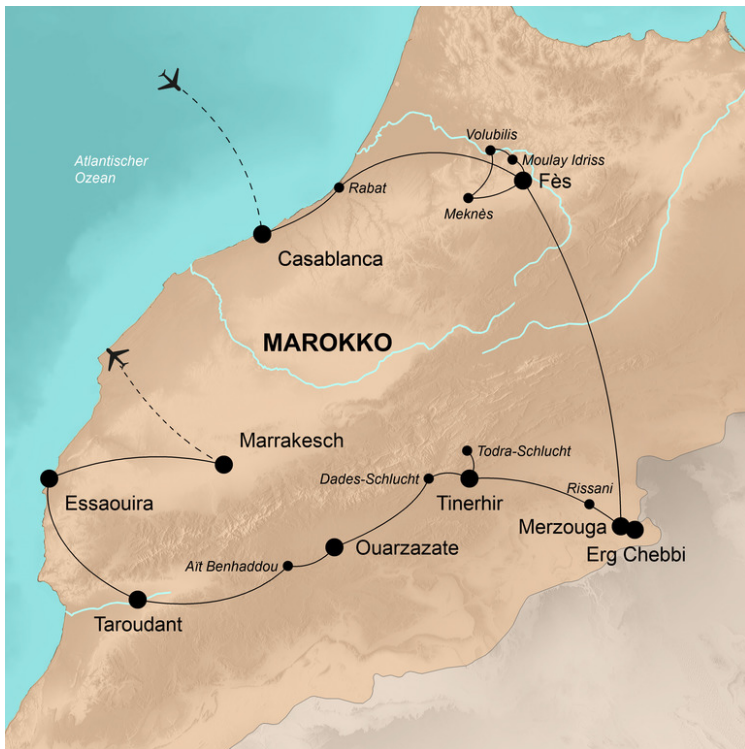 Volubilis
Atlantischer
Ozean
Moulay Idriss
Fès
Rabat
Meknès
Casablanca
MAROKKO
Marrakesch
Todra-Schlucht
Dades-Schlucht
Essaouira
Tinerhir
Rissani
Merzouga
Ouarzazate
Erg Chebbi
Aït Benhaddou
Taroudant